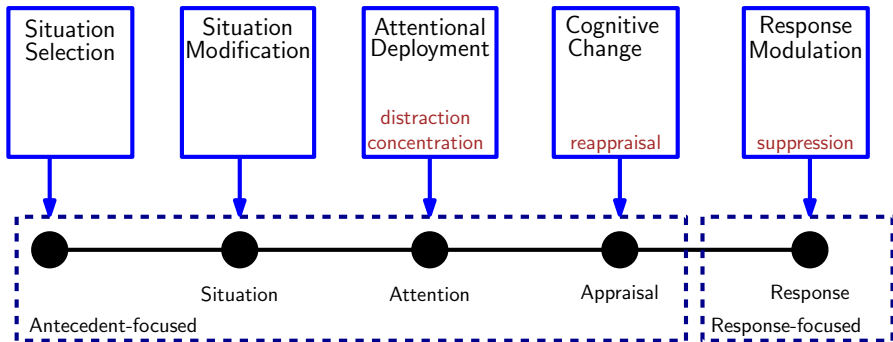 Situation
Selection
Situation
Modification
Attentional
Deployment
distraction
concentration
Cognitive
Change
reappraisal
Response
Modulation
suppression
Situation
Attention
Appraisal
Response
Antecedent-focused
Response-focused